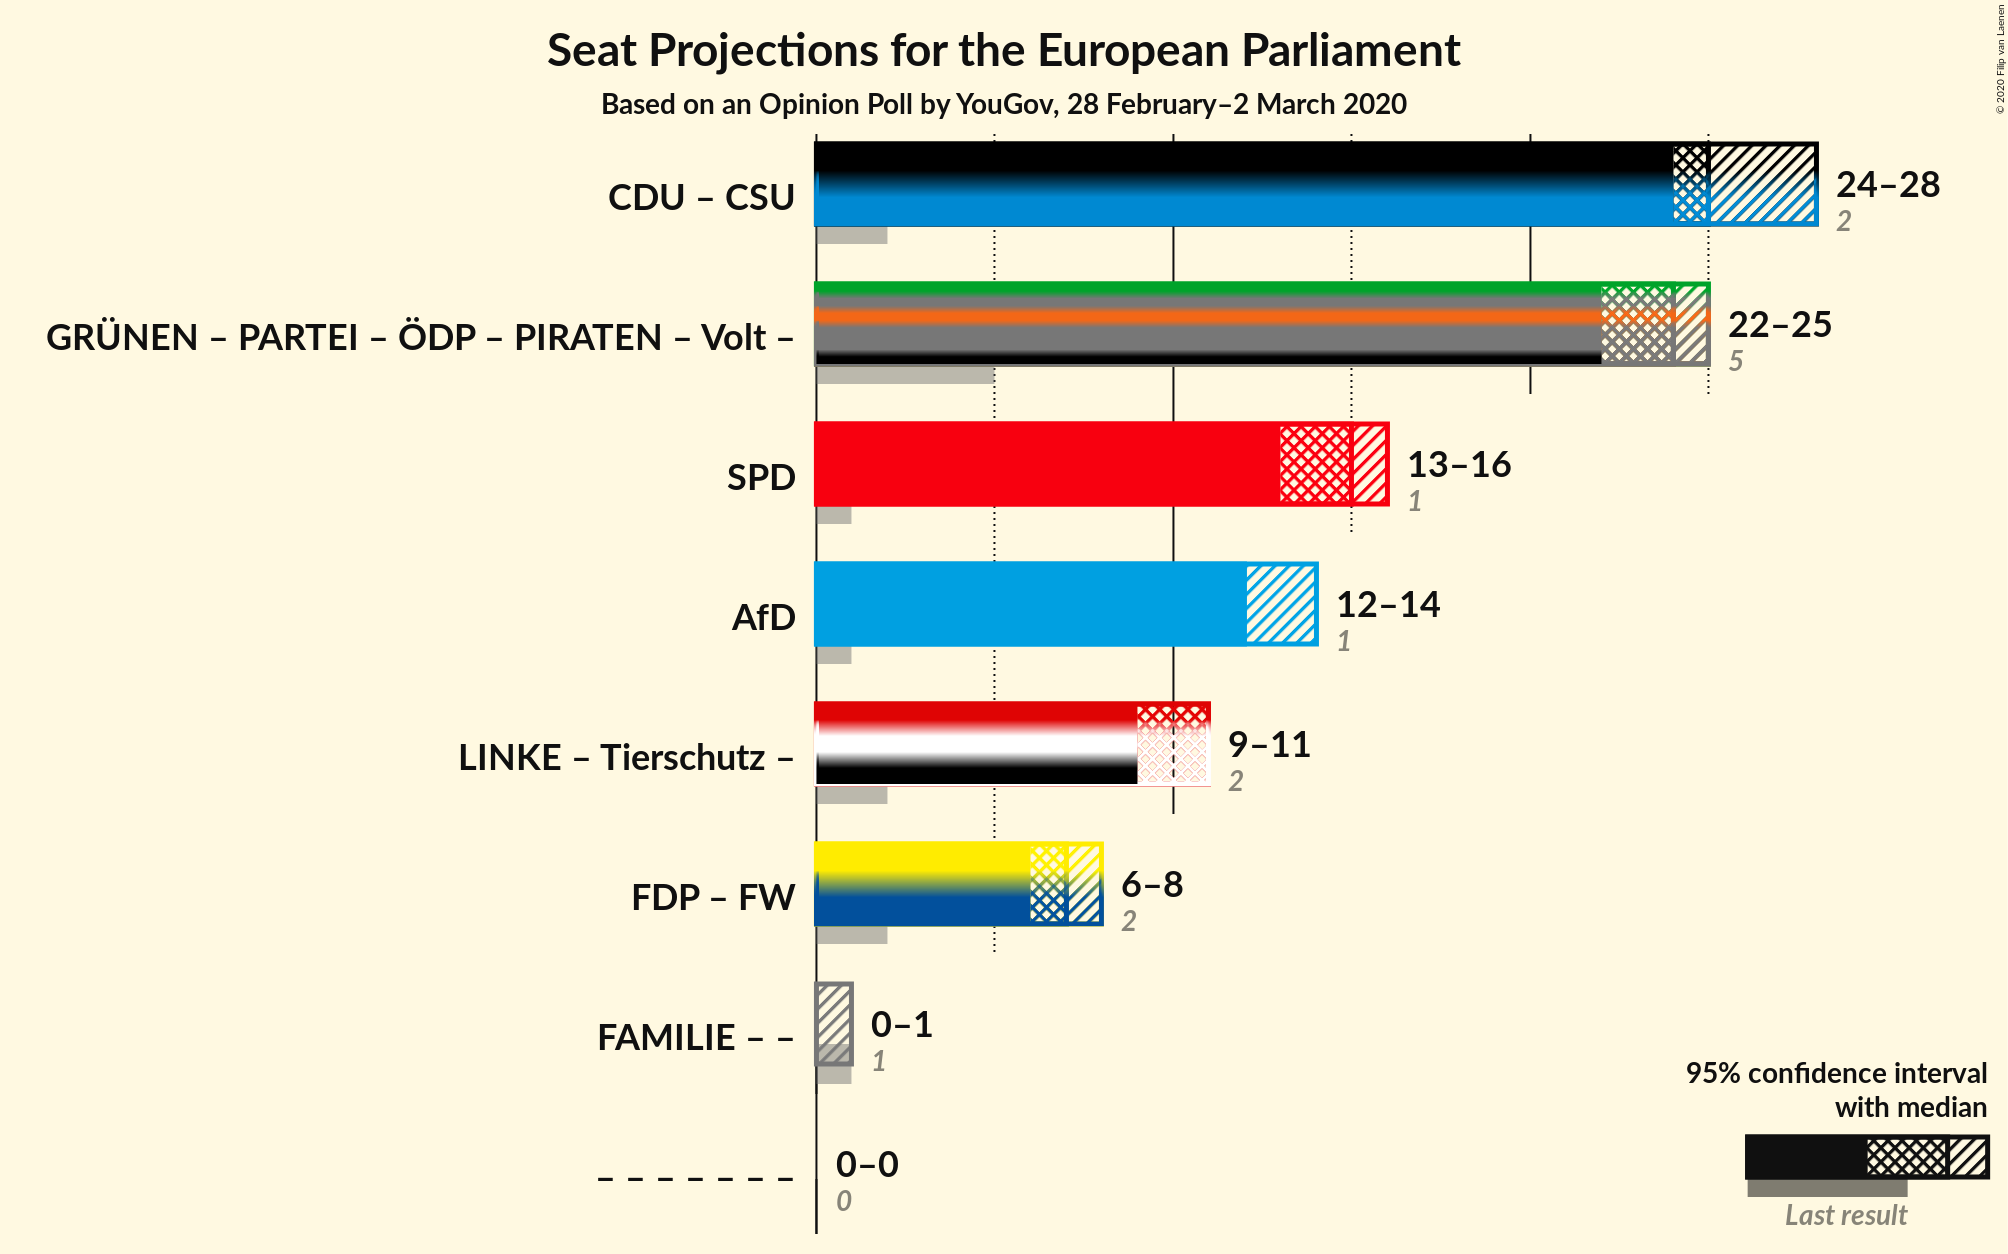 Seat Projections for the European Parliament
Based on an Opinion Poll by YouGov, 28 February–2 March 2020
© 2020 Filip van Laenen
CDU – CSU
24–28
2
GRÜNEN – PARTEI – ÖDP – PIRATEN – Volt –
22–25
5
SPD
13–16
1
AfD
12–14
1
LINKE – Tierschutz –
9–11
2
FDP – FW
6–8
2
FAMILIE – –
0–1
1
– – – – – – –
0–0
0
95% confidence interval
with median
Last result